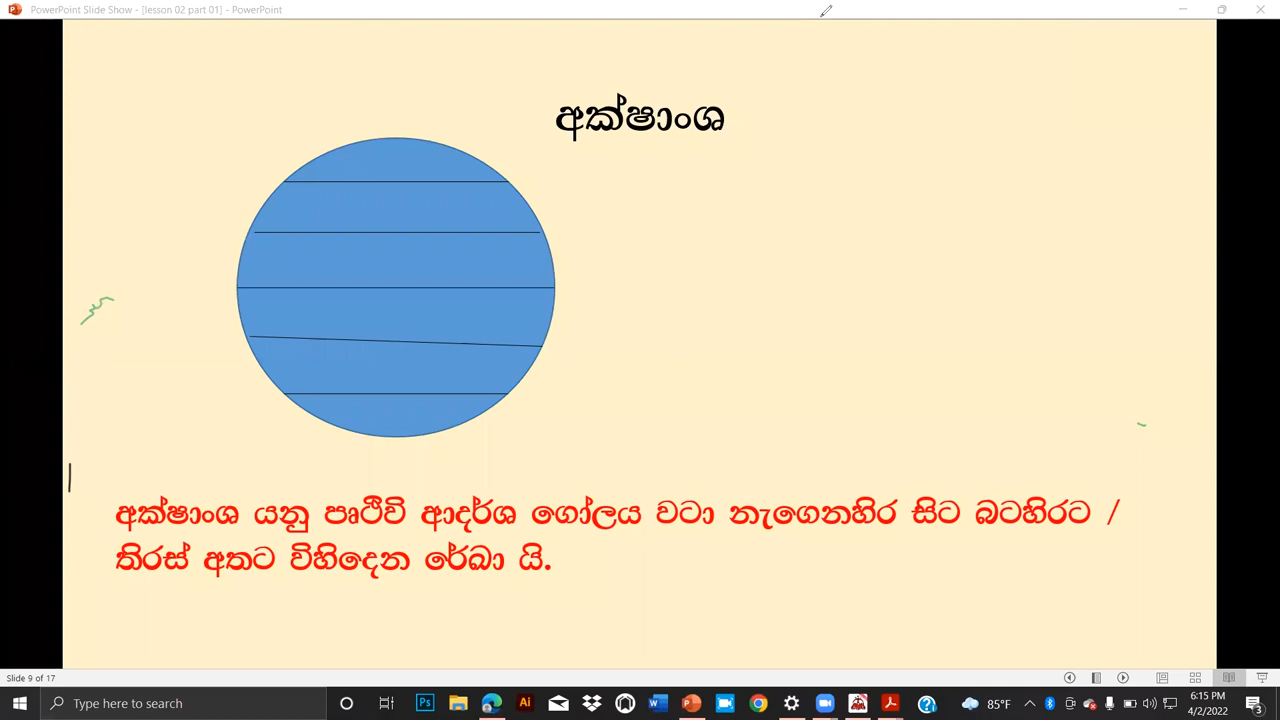 PowerPoint Slide Show - [lesson 02 part 01] - PowerPoint
අක්ෂාංශ
අක්ෂාංශ යනු පෘථිවි ආදර්ශ ගෝලය වටා නැගෙනහිර සිට බටහිරට /
තිරස් අතට විහිදෙන රේඛා යි.
Slide 9 of 17
Type here to search
85°F
6:15 PM
4/2/2022
3